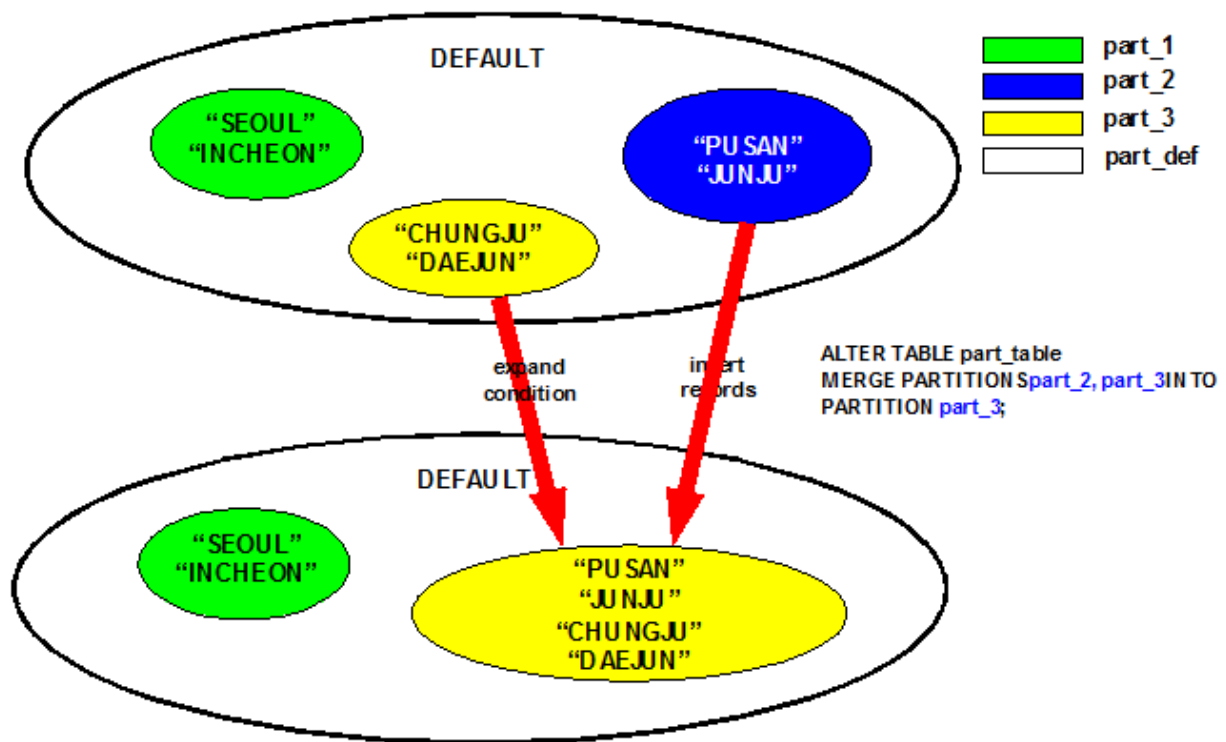 DEFAULT
“SEOUL”
“INCHEON”
“PUSAN”
“JUNJU”
“CHUNGJU”
“DAEJUN”
part_1
part_2
part_3
part_def
expand
condition
insert
records
ALTER TABLE part_table
MERGE PARTITIONS part_2, part_3 INTO
PARTITION part_3;
DEFAULT
“SEOUL”
“INCHEON”
“PUSAN”
“JUNJU”
“CHUNGJU”
“DAEJUN”